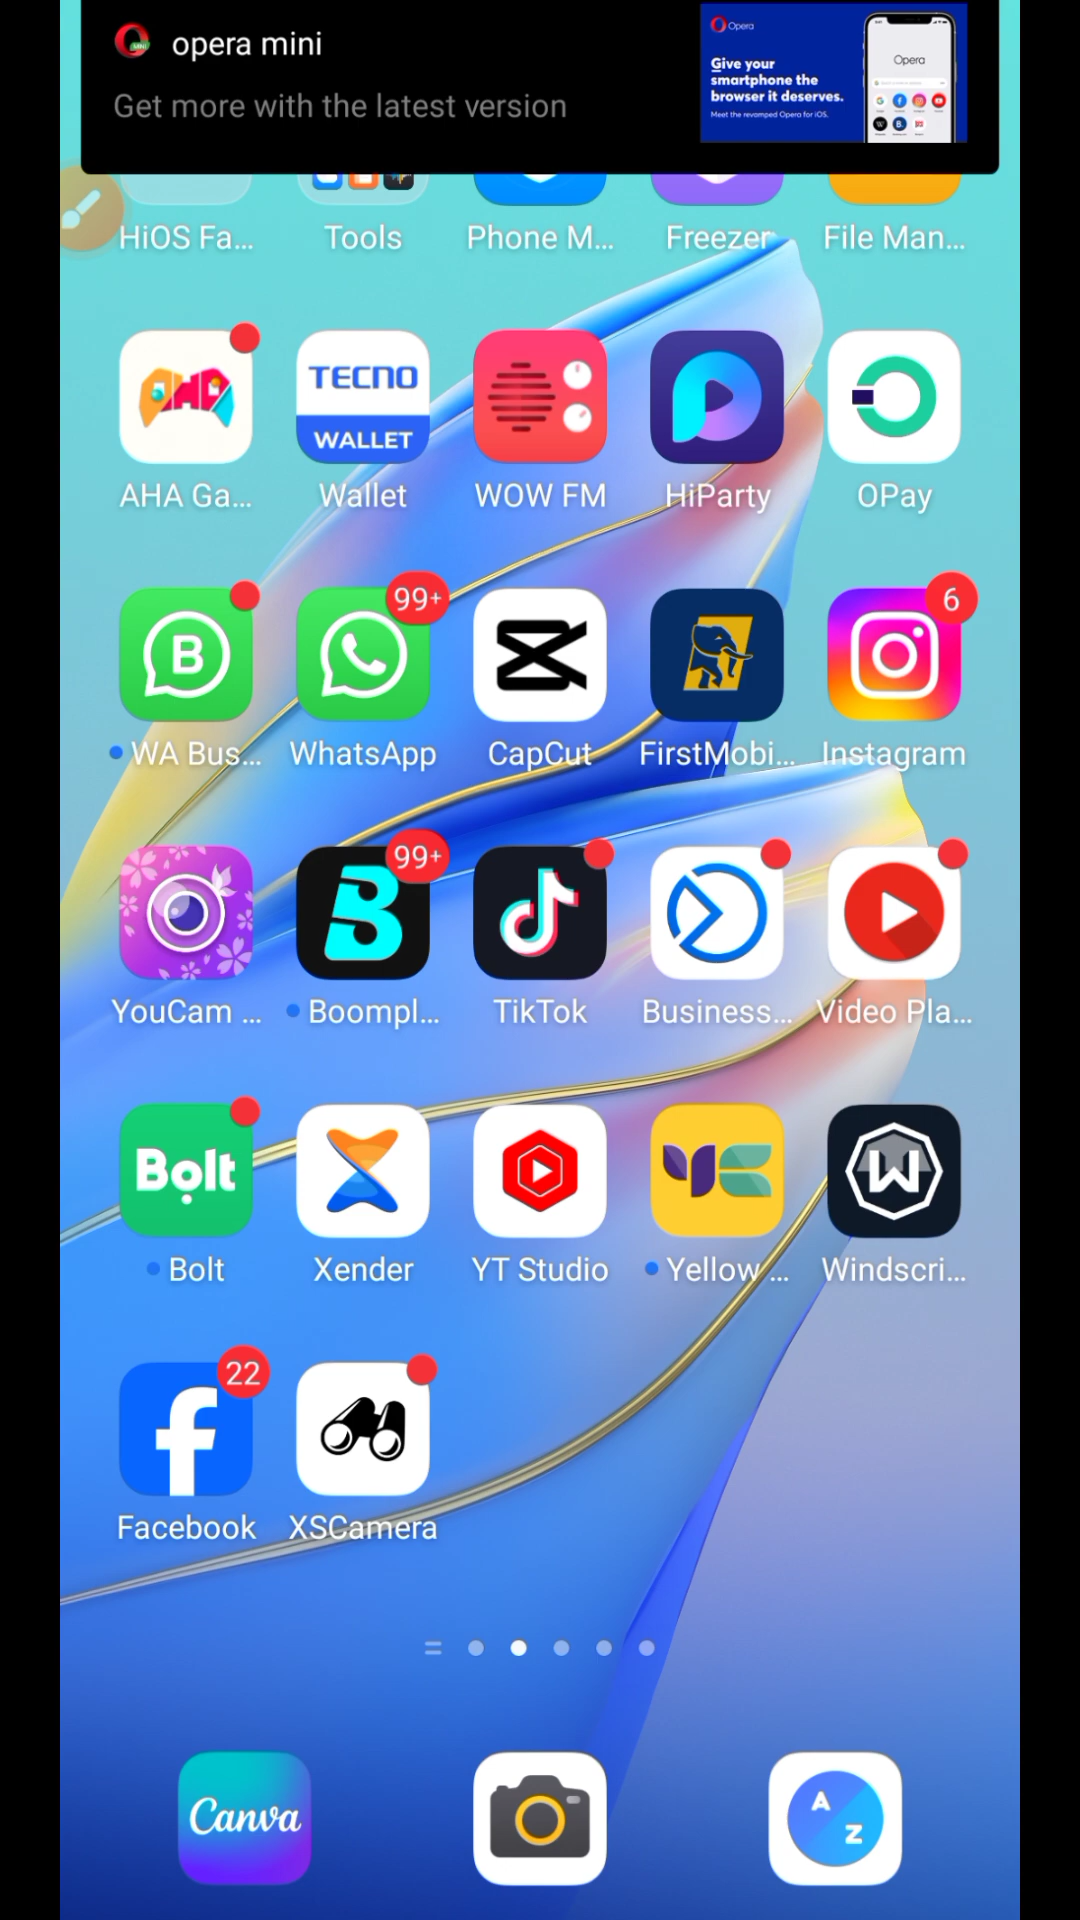 opera mini
Get more with the latest version
Opera
Give your
smartphone the
browser it deserves.
Meet the revamped Opera for iOS.
Opera
HiOS Fa...
Tools
Phone M...
Freezer
File Man...
AHA
TECNO
WALLET
AHA Ga...
Wallet
WOW FM
HiParty
OPay
B
99+
6
WA Bus...
WhatsApp
CapCut
FirstMobi...
Instagram
99+
B
YouCam ...
Boompl...
TikTok
Business...
Video Pla...
Bolt
YE
W
Bolt
Xender
YT Studio
Yellow ...
Windscri...
22
f
Facebook
XSCamera
Canva
A
Z